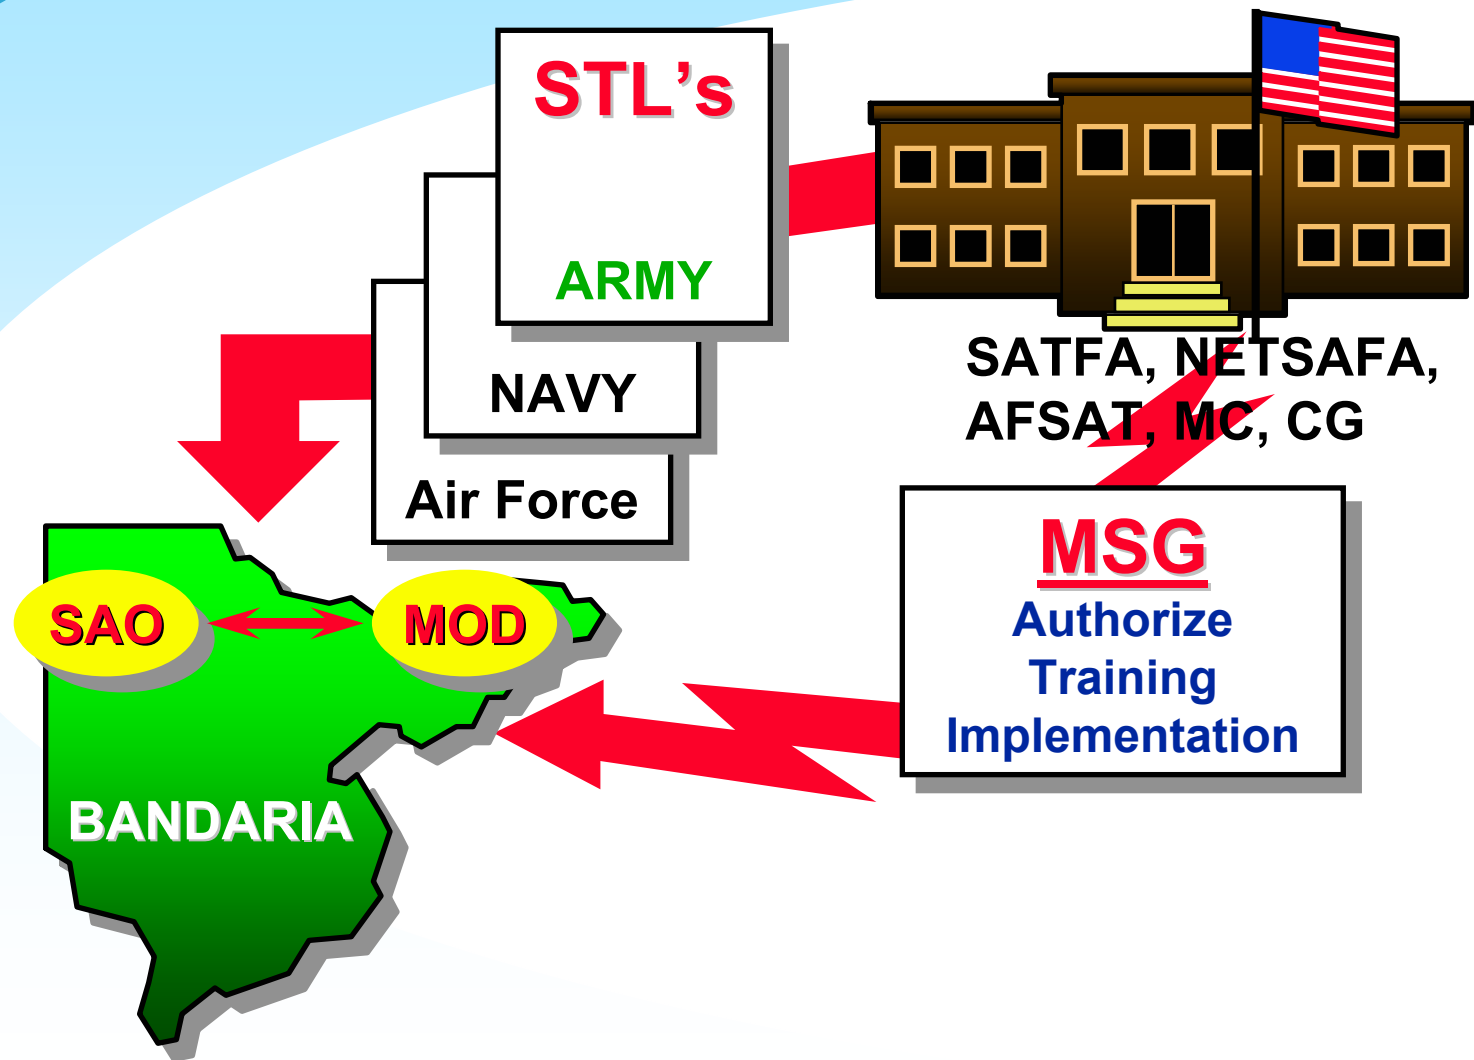 STL’s
ARMY
NAVY
Air Force
SATFA, NETSAFA,
AFSAT, MC, CG
MSG
Authorize
Training
Implementation
SAO
MOD
BANDARIA